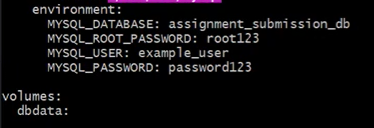 environment:
MYSQL_DATABASE: assignment_submission_db
MYSQL_ROOT_PASSWORD: root123
MYSQL_USER: example_user
MYSQL_PASSWORD: password123
volumes:
dbdata: